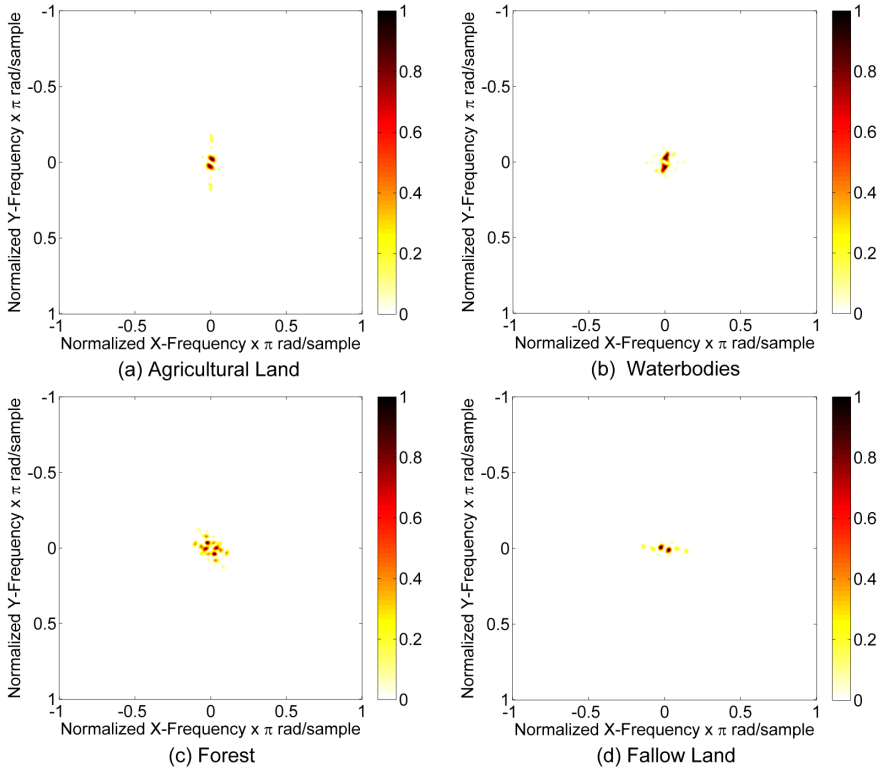 -1
-0.5
0
0.5
1
-1 -0.5 0 0.5 1
Normalized Y-Frequency x π rad/sample
Normalized X-Frequency x π rad/sample
1
0.8
0.6
0.4
0.2
0
(a) Agricultural Land
-1
-0.5
0
0.5
1
-1 -0.5 0 0.5 1
Normalized Y-Frequency x π rad/sample
Normalized X-Frequency x π rad/sample
1
0.8
0.6
0.4
0.2
0
(b) Waterbodies
-1
-0.5
0
0.5
1
-1 -0.5 0 0.5 1
Normalized Y-Frequency x π rad/sample
Normalized X-Frequency x π rad/sample
1
0.8
0.6
0.4
0.2
0
(c) Forest
-1
-0.5
0
0.5
1
-1 -0.5 0 0.5 1
Normalized Y-Frequency x π rad/sample
Normalized X-Frequency x π rad/sample
1
0.8
0.6
0.4
0.2
0
(d) Fallow Land